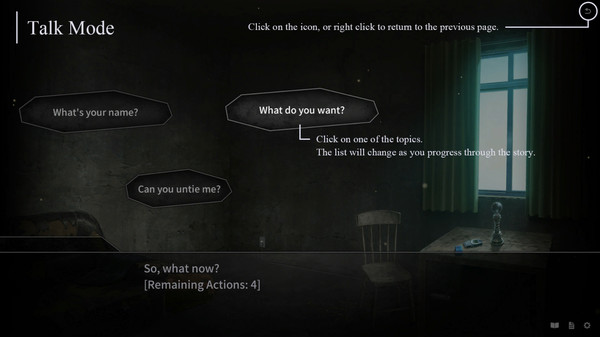 Talk Mode
Click on the icon, or right click to return to the previous page.
What's your name?
What do you want?
Click on one of the topics.
The list will change as you progress through the story.
Can you untie me?
So, what now?
[Remaining Actions: 4]